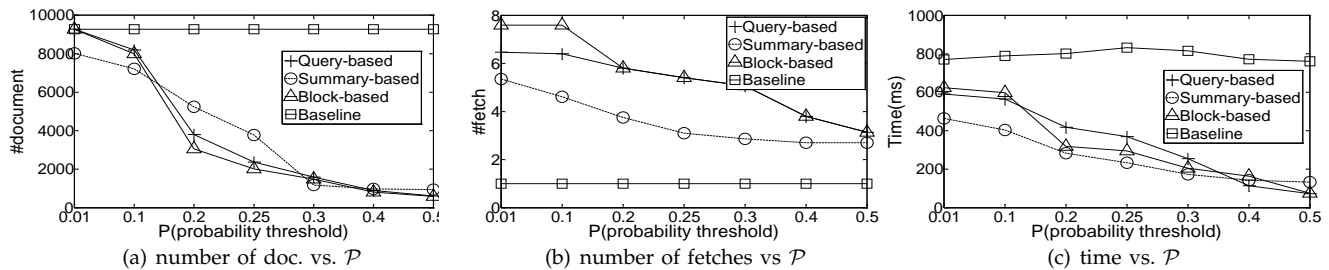 10000
8000
6000
4000
2000
0
#document
Query-based
Summary-based
Block-based
Baseline
0.01 0.1 0.2 0.25 0.3 0.4 0.5
P(probability threshold)
(a) number of doc. vs. P
8
6
4
2
0
#fetch
Query-based
Summary-based
Block-based
Baseline
0.01 0.1 0.2 0.25 0.3 0.4 0.5
P(probability threshold)
(b) number of fetches vs P
1000
800
600
400
200
0
Time(ms)
Query-based
Summary-based
Block-based
Baseline
0.01 0.1 0.2 0.25 0.3 0.4 0.5
P(probability threshold)
(c) time vs. P